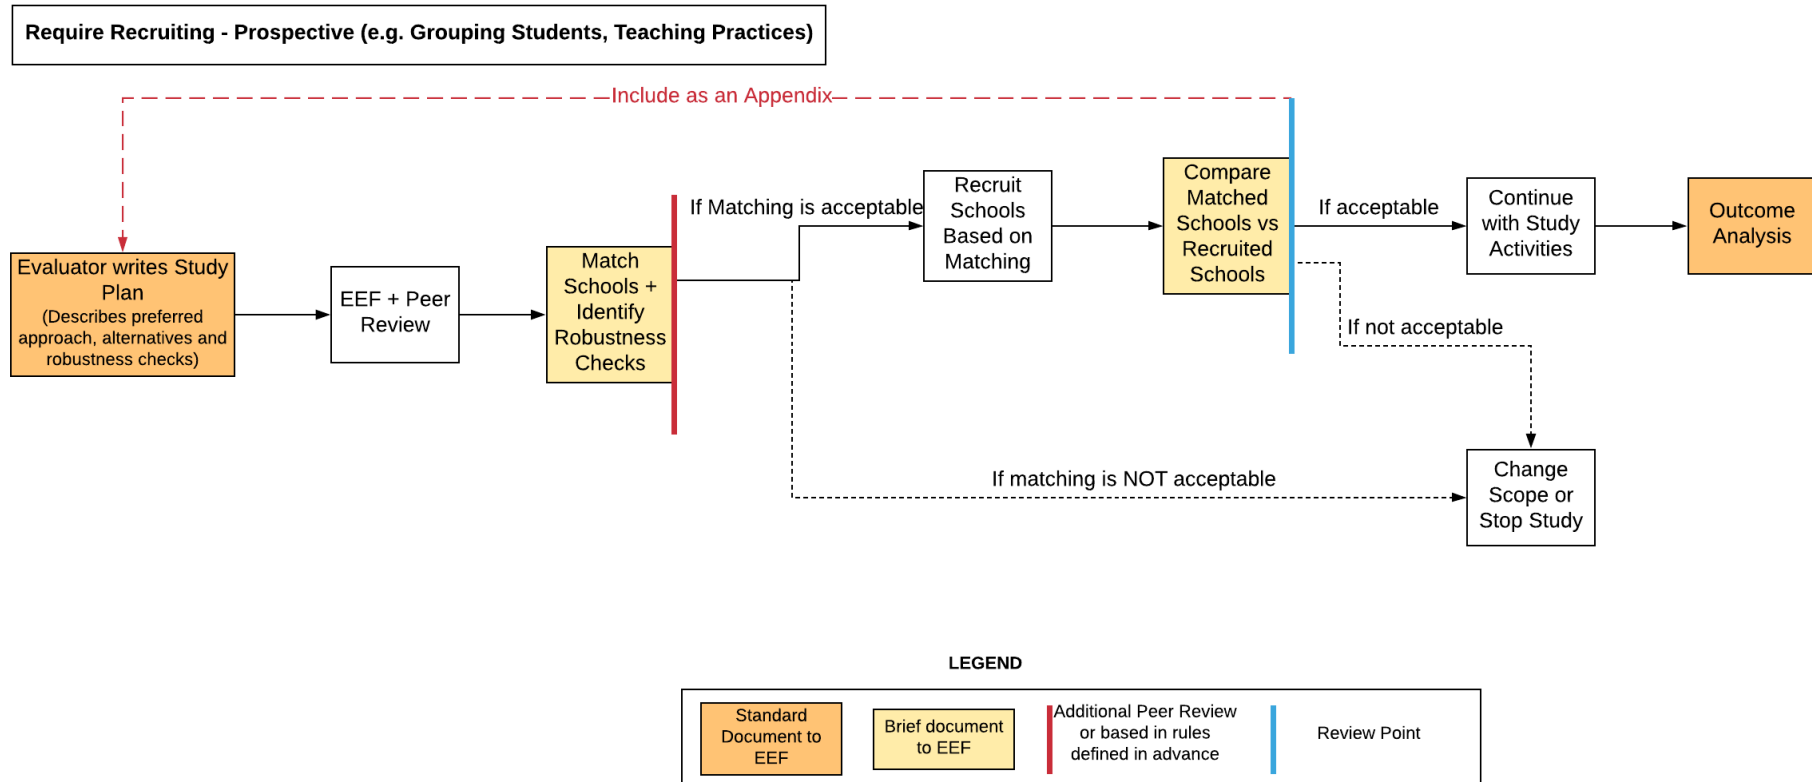 Require Recruiting - Prospective (e.g. Grouping Students, Teaching Practices)
Include as an Appendix
Evaluator writes Study
Plan
(Describes preferred
approach, alternatives and
robustness checks)
EEF + Peer
Review
Match
Schools +
Identify
Robustness
Checks
If Matching is acceptable
Recruit
Schools
Based on
Matching
Compare
Matched
Schools vs
Recruited
Schools
If acceptable
Continue
with Study
Activities
Outcome
Analysis
If not acceptable
If matching is NOT acceptable
Change
Scope or
Stop Study
LEGEND
Standard
Document to
EEF
Brief document
to EEF
Additional Peer Review
or based in rules
defined in advance
Review Point